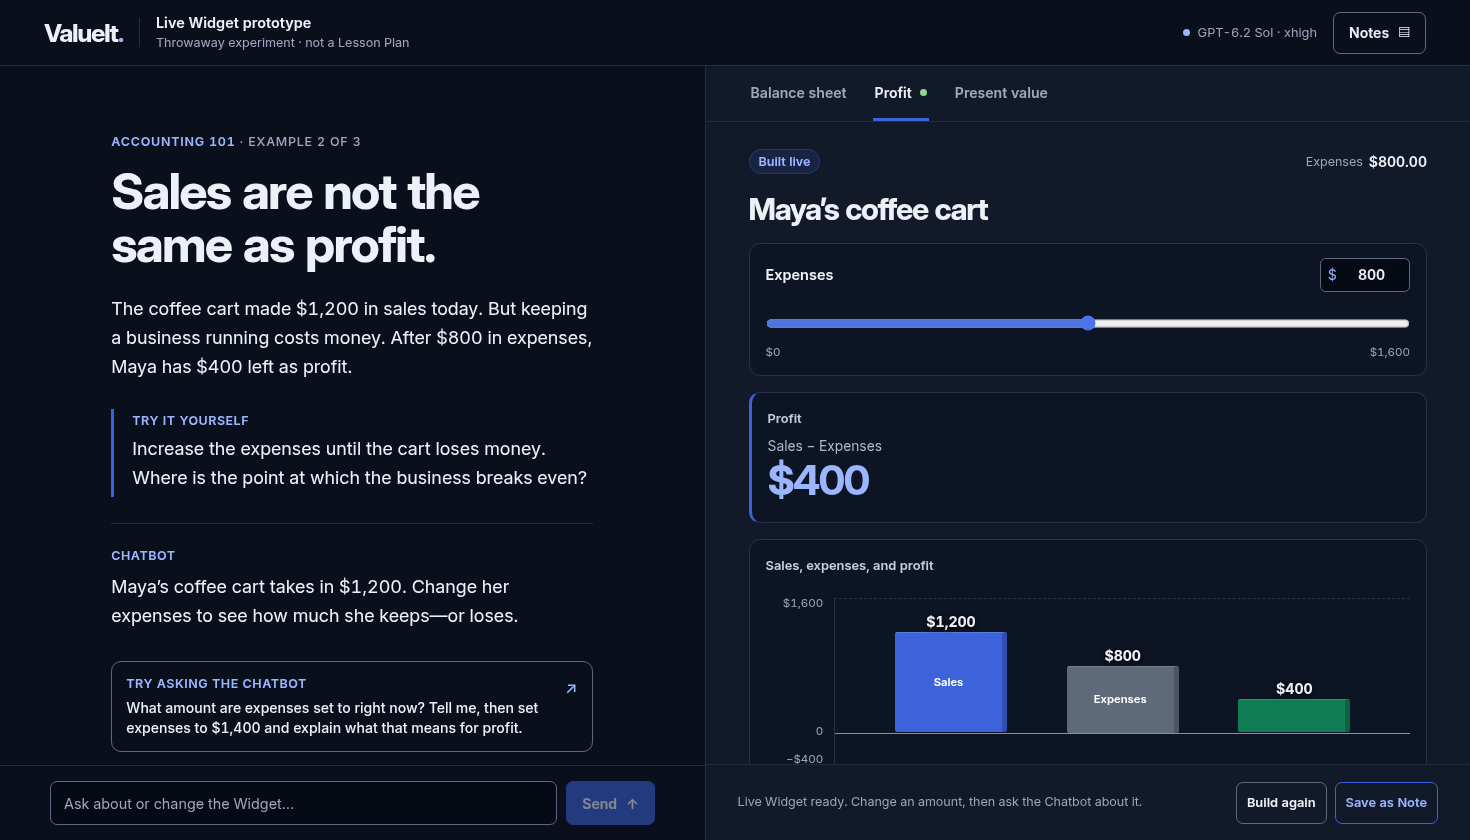 ValueIt.
Live Widget prototype
Throwaway experiment · not a Lesson Plan
GPT-6.2 Sol · xhigh
Notes
ACCOUNTING 101 · EXAMPLE 2 OF 3
Sales are not the
same as profit.
The coffee cart made $1,200 in sales today. But keeping
a business running costs money. After $800 in expenses,
Maya has $400 left as profit.
TRY IT YOURSELF
Increase the expenses until the cart loses money.
Where is the point at which the business breaks even?
CHATBOT
Maya’s coffee cart takes in $1,200. Change her
expenses to see how much she keeps—or loses.
TRY ASKING THE CHATBOT
What amount are expenses set to right now? Tell me, then set
expenses to $1,400 and explain what that means for profit.
Ask about or change the Widget...
Send ↑
Balance sheet
Profit
Present value
Built live
Expenses $800.00
Maya’s coffee cart
Expenses
$ 800
$0
$1,600
Profit
Sales − Expenses
$400
Sales, expenses, and profit
$1,600
$1,200
$800
$400
Sales
Expenses
0
−$400
Live Widget ready. Change an amount, then ask the Chatbot about it.
Build again
Save as Note